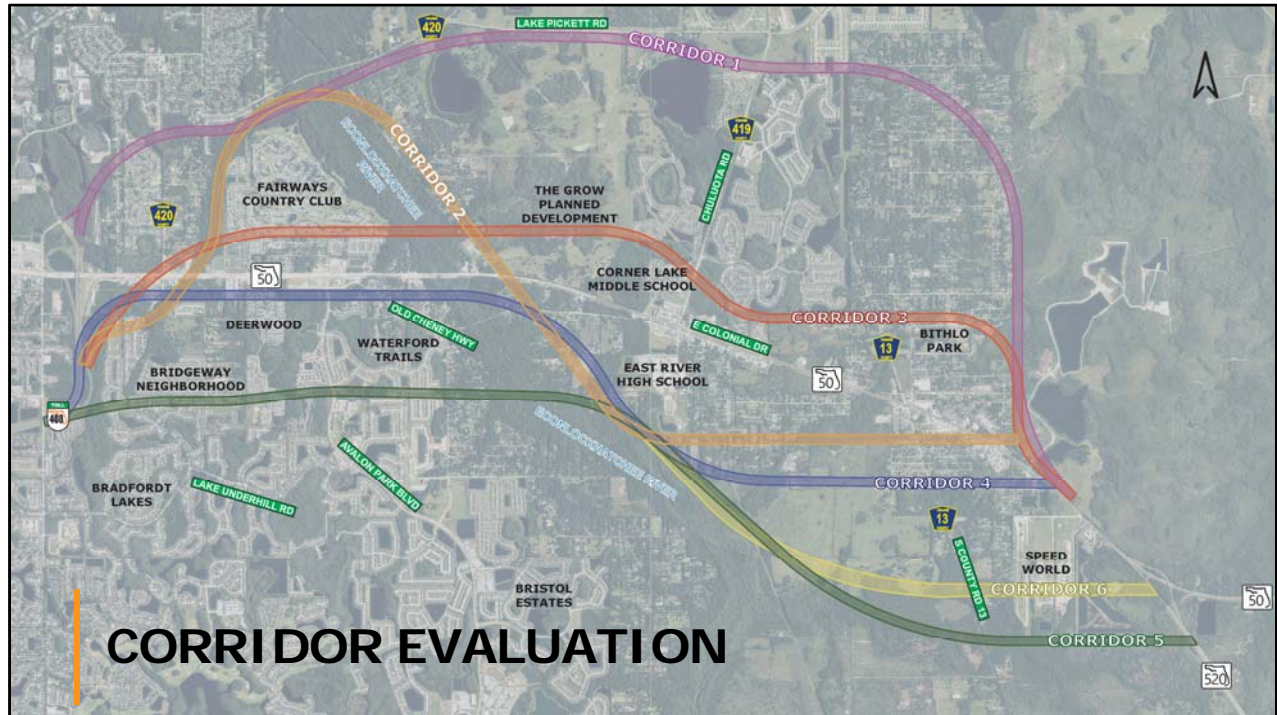 420
LAKE PICKETT RD
CORRIDOR 1
419
CHULUOTA RD
ECONLOCKHATCHEE
RIVER
CORRIDOR 2
FAIRWAYS
COUNTRY CLUB
420
THE GROW
PLANNED
DEVELOPMENT
50
CORNER LAKE
MIDDLE SCHOOL
DEERWOOD
OLD CHENEY HWY
WATERFORD
TRAILS
E COLONIAL DR
CORRIDOR 3
13
BITHLO
PARK
BRIDGEWAY
NEIGHBORHOOD
EAST RIVER
HIGH SCHOOL
50
TOLL
408
ECONLOCKHATCHEE RIVER
AVALON PARK BLVD
BRADFORDT
LAKES
LAKE UNDERHILL RD
CORRIDOR 4
13
S COUNTY RD 13
SPEED
WORLD
BRISTOL
ESTATES
CORRIDOR 6
50
CORRIDOR 5
520
CORRIDOR EVALUATION